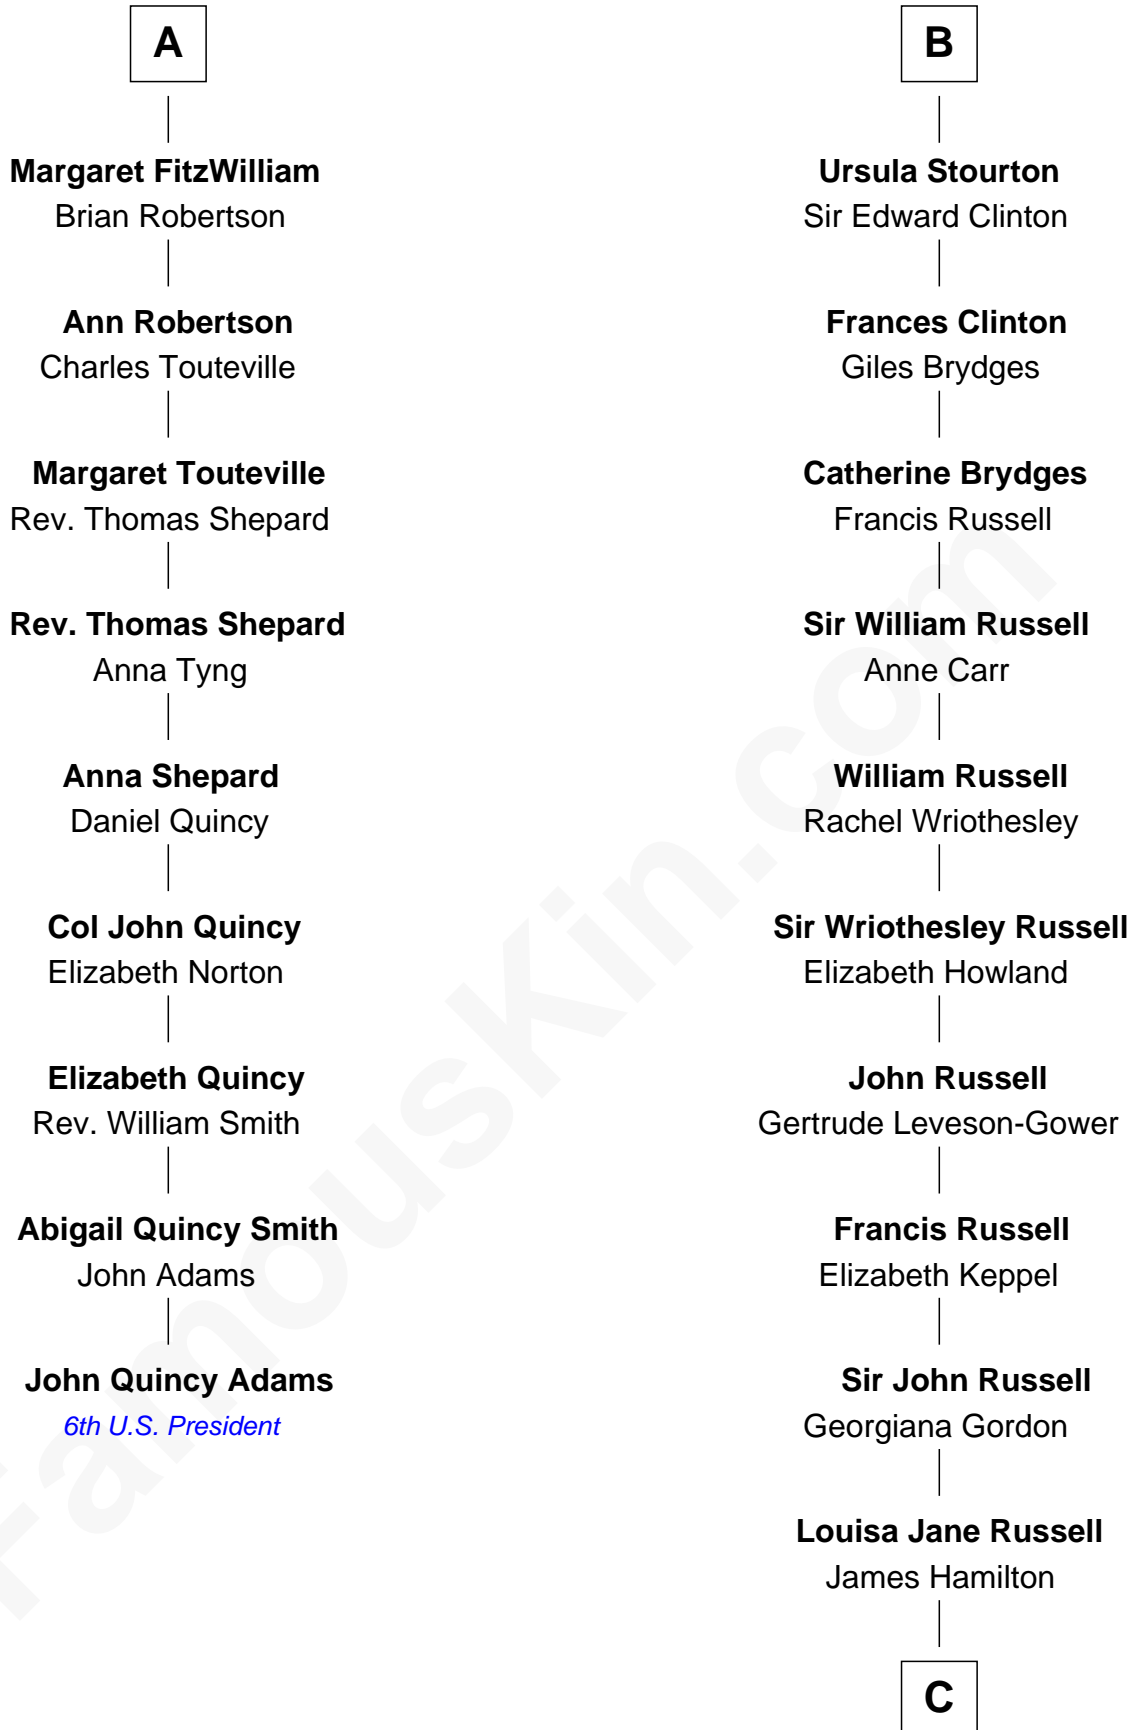 A
Margaret FitzWilliam
Brian Robertson
Ann Robertson
Charles Touteville
Margaret Touteville
Rev. Thomas Shepard
Rev. Thomas Shepard
Anna Tyng
Anna Shepard
Daniel Quincy
Col John Quincy
Elizabeth Norton
Elizabeth Quincy
Rev. William Smith
Abigail Quincy Smith
John Adams
John Quincy Adams
6th U.S. President
B
Ursula Stourton
Sir Edward Clinton
Frances Clinton
Giles Brydges
Catherine Brydges
Francis Russell
Sir William Russell
Anne Carr
William Russell
Rachel Wriothesley
Sir Wriothesley Russell
Elizabeth Howland
John Russell
Gertrude Leveson-Gower
Francis Russell
Elizabeth Keppel
Sir John Russell
Georgiana Gordon
Louisa Jane Russell
James Hamilton
C
FamousKin.com